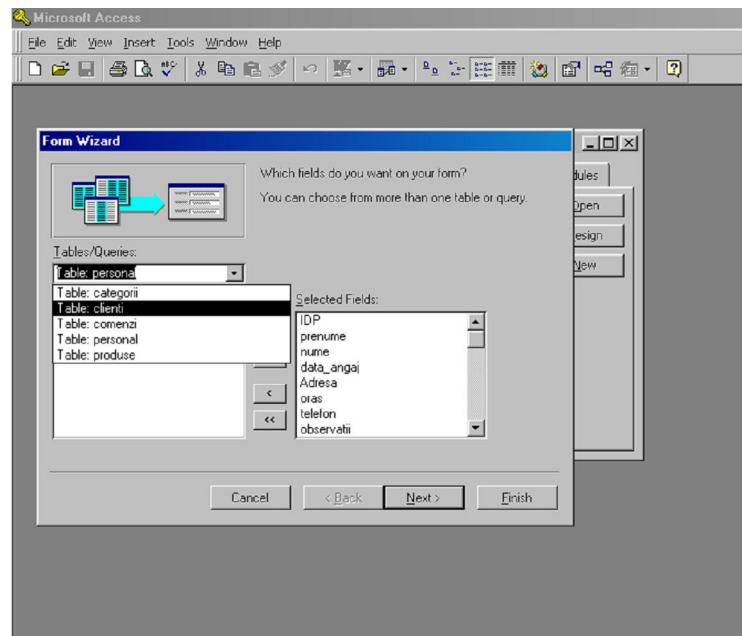 Microsoft Access
File Edit View Insert Tools Window Help
Form Wizard
Which fields do you want on your form?
You can choose from more than one table or query.
dules
Open
esign
New
Tables/Queries:
Table: personal
Table: categorii
Table: clienti
Table: comenzi
Table: personal
Table: produse
Selected Fields:
IDP
prenume
nume
data_angaj
Adresa
oras
telefon
observatii
<
<<
Cancel
< Back
Next >
Finish